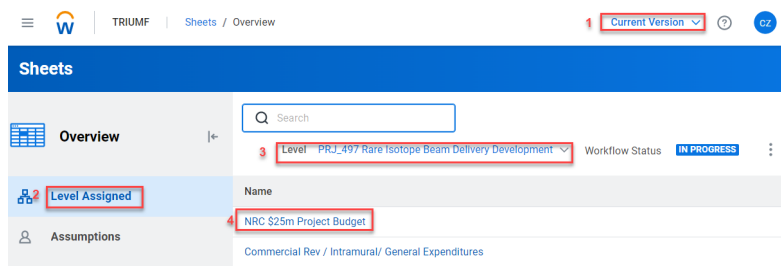 TRIUMF | Sheets / Overview 1 Current Version CZ
Sheets
Overview
Search
3 Level PRJ_497 Rare Isotope Beam Delivery Development Workflow Status IN PROGRESS
2 Level Assigned
Name
4 NRC $25m Project Budget
Assumptions
Commercial Rev / Intramural/ General Expenditures